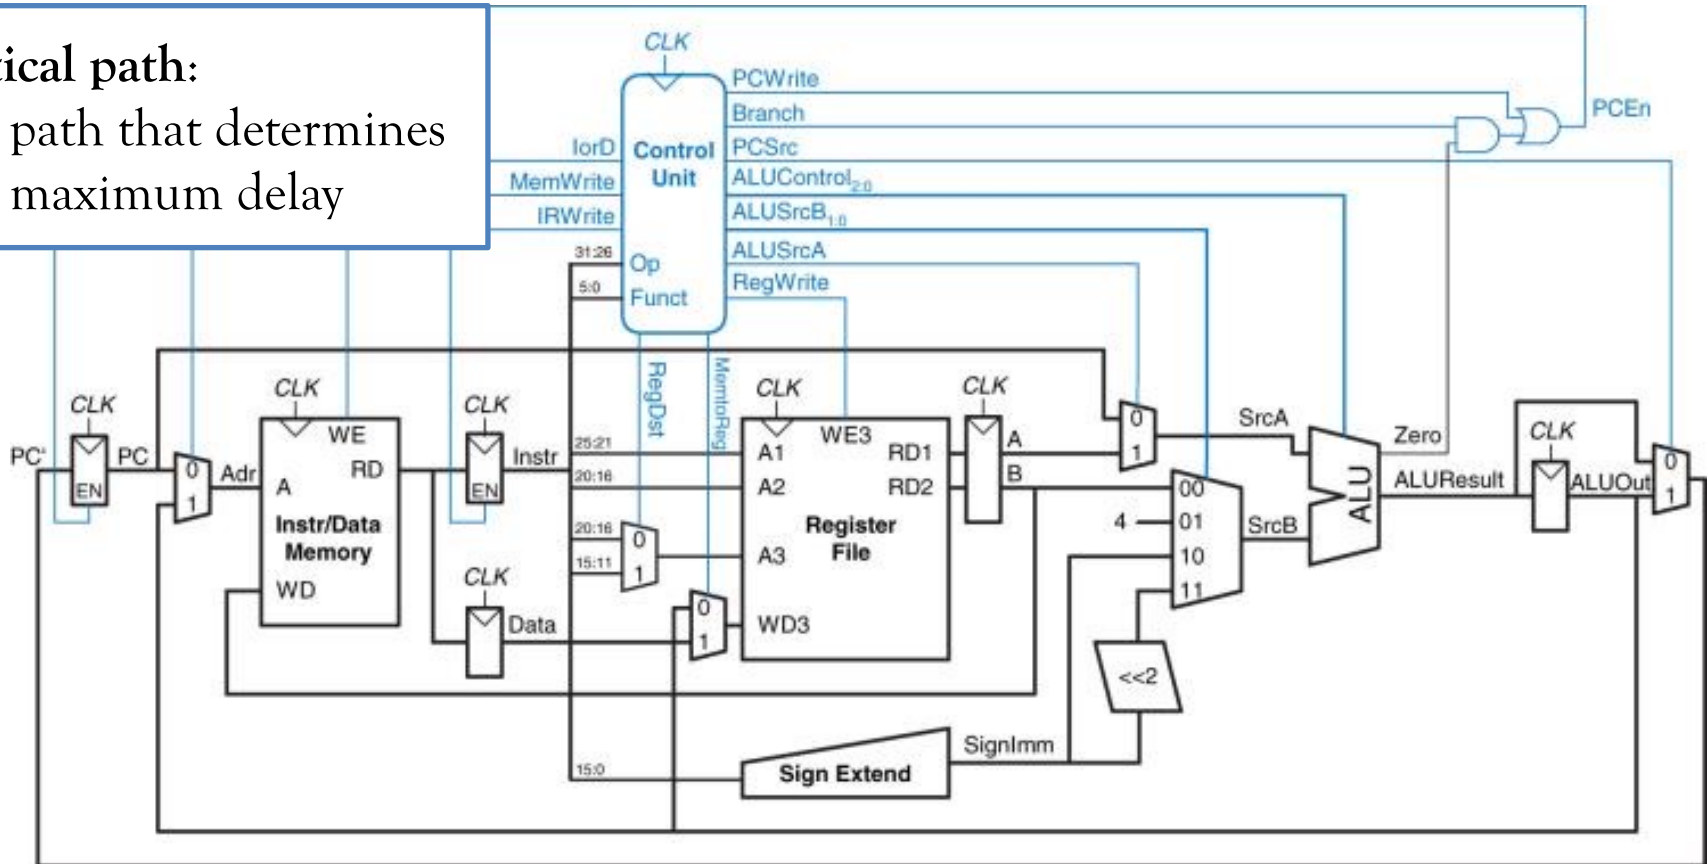 tical path:
path that determines
maximum delay
CLK
PCWrite
Branch
PCEn
IorD
Control
Unit
PCSrc
MemWrite
ALUControl2:0
IRWrite
ALUSrcB1:0
31:26
Op
ALUSrcA
5:0
Funct
RegWrite
RegDst
MemtoReg
CLK
CLK
CLK
CLK
CLK
CLK
PC'
EN
PC
0
1
Adr
WE
A
RD
Instr/Data
Memory
WD
EN
Instr
CLK
Data
25:21
20:16
20:16
15:11
0
1
0
1
A1
WE3
RD1
A2
RD2
A3
Register
File
WD3
A
B
0
1
SrcA
00
4
01
10
11
SrcB
ALU
Zero
ALUResult
ALUOut
0
1
<<2
15:0
Sign Extend
SignImm